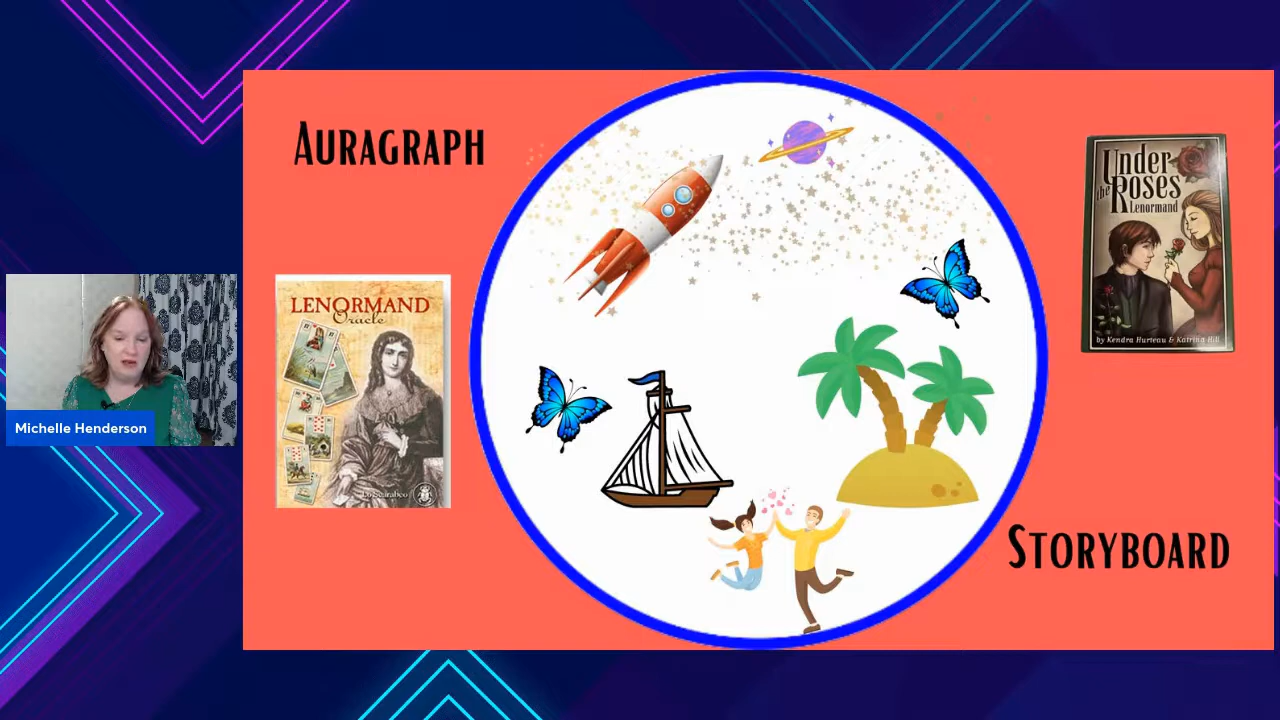 AURAGRAPH
Under
the Roses
Lenormand
by Kendra Hurteau & Katrina Hill
LENORMAND
Oracle
Lo Scarabeo
Michelle Henderson
STORYBOARD